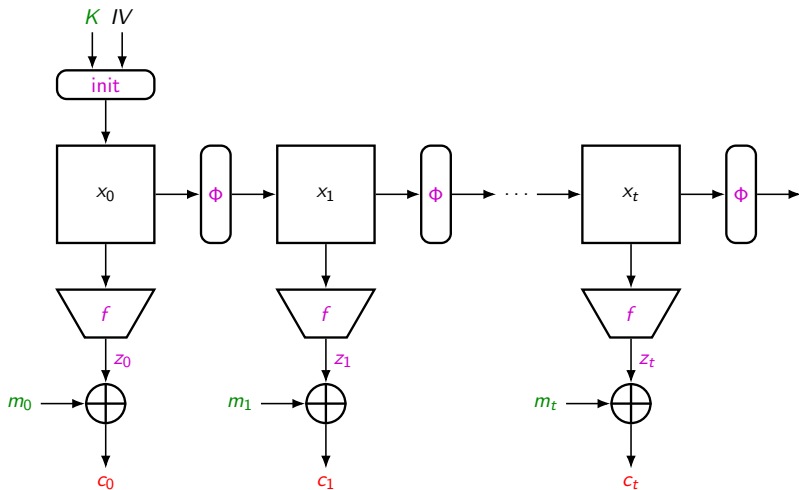 K IV
init
x₀ Φ x₁ Φ ··· xₜ Φ
f f f
z₀ z₁ zₜ
m₀ m₁ mₜ
c₀ c₁ cₜ